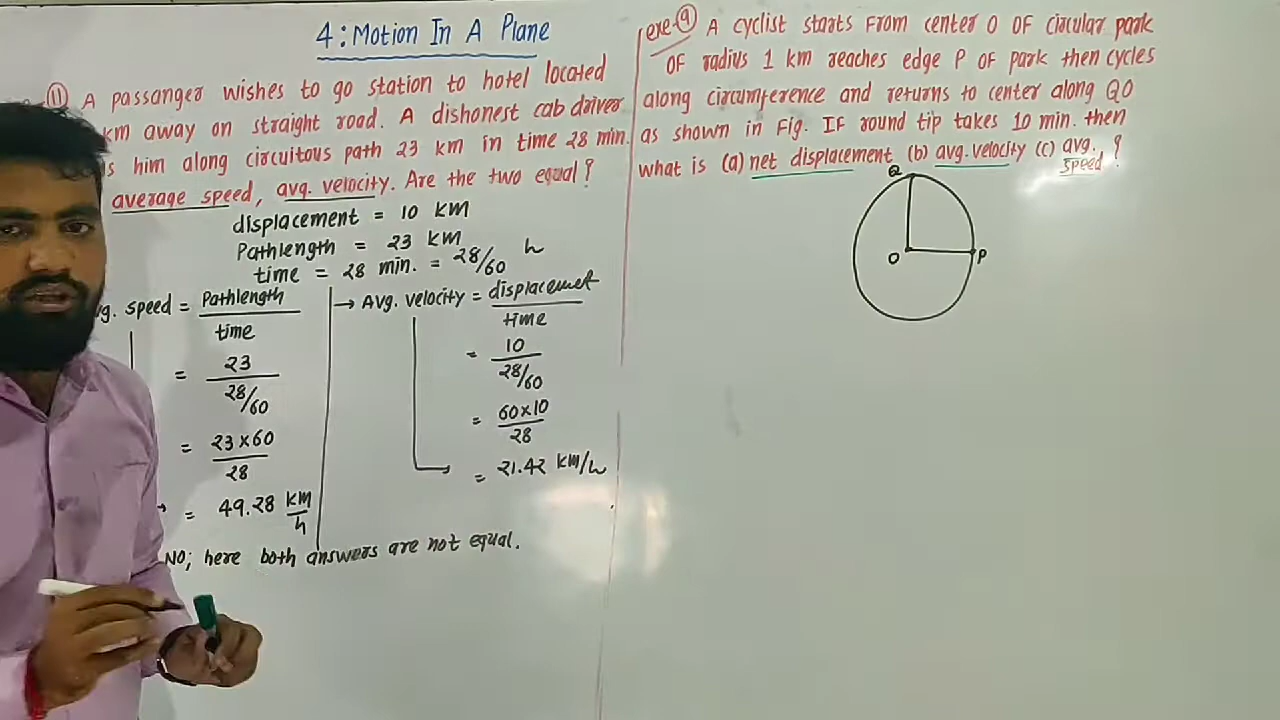 4: Motion In A Plane
11 A passanger wishes to go station to hotel located
km away on straight road. A dishonest cab driver
s him along circuitous path 23 km in time 28 min.
average speed, avg. velocity. Are the two equal?
displacement = 10 KM
Pathlength = 23 KM
time = 28 min. = 28/60 h
g. speed = Pathlength / time
= 23 / 28/60
= 23 x 60 / 28
= 49.28 KM / h
→ Avg. velocity = displacement / time
= 10 / 28/60
= 60 x 10 / 28
= 21.42 KM/h
NO; here both answers are not equal.
exe-9 A cyclist starts from center O of circular park
of radius 1 km reaches edge P of park then cycles
along circumference and returns to center along QO
as shown in Fig. If round tip takes 10 min. then
what is (a) net displacement (b) avg. velocity (c) avg. speed ?
Q
O
P